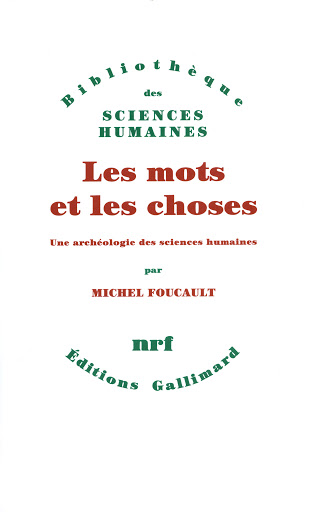 Bibliothèque
des
SCIENCES
HUMAINES
Les mots
et les choses
Une archéologie des sciences humaines
par
MICHEL FOUCAULT
nrf
Éditions Gallimard